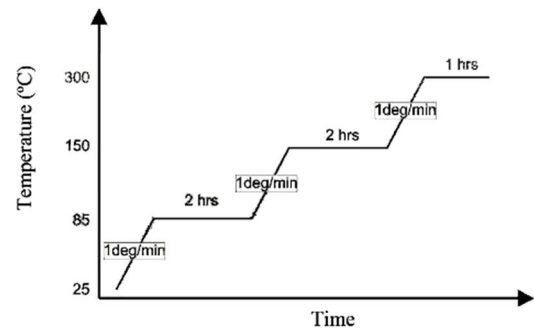 Temperature (ºC)
300
150
85
25
1deg/min
2 hrs
1deg/min
2 hrs
1deg/min
1 hrs
Time